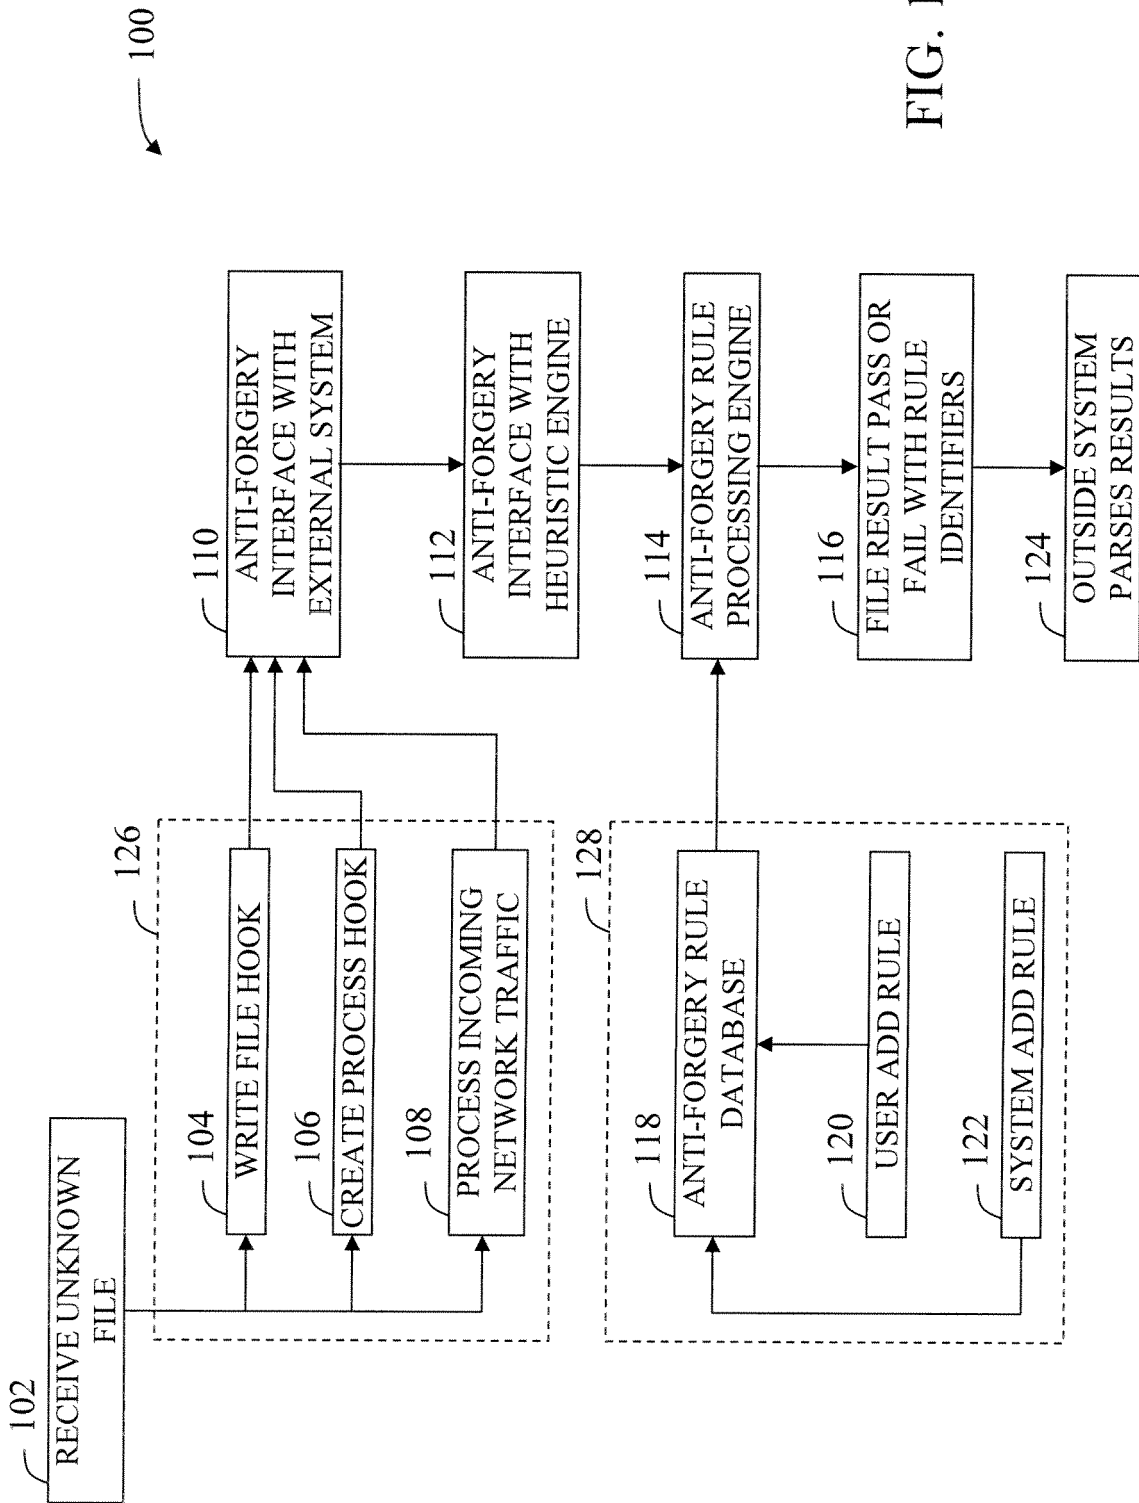 100
102
RECEIVE UNKNOWN
FILE
126
104
WRITE FILE HOOK
106
CREATE PROCESS HOOK
108
PROCESS INCOMING
NETWORK TRAFFIC
110
ANTI-FORGERY
INTERFACE WITH
EXTERNAL SYSTEM
112
ANTI-FORGERY
INTERFACE WITH
HEURISTIC ENGINE
128
118
ANTI-FORGERY RULE
DATABASE
120
USER ADD RULE
122
SYSTEM ADD RULE
114
ANTI-FORGERY RULE
PROCESSING ENGINE
116
FILE RESULT PASS OR
FAIL WITH RULE
IDENTIFIERS
124
OUTSIDE SYSTEM
PARSES RESULTS
FIG.